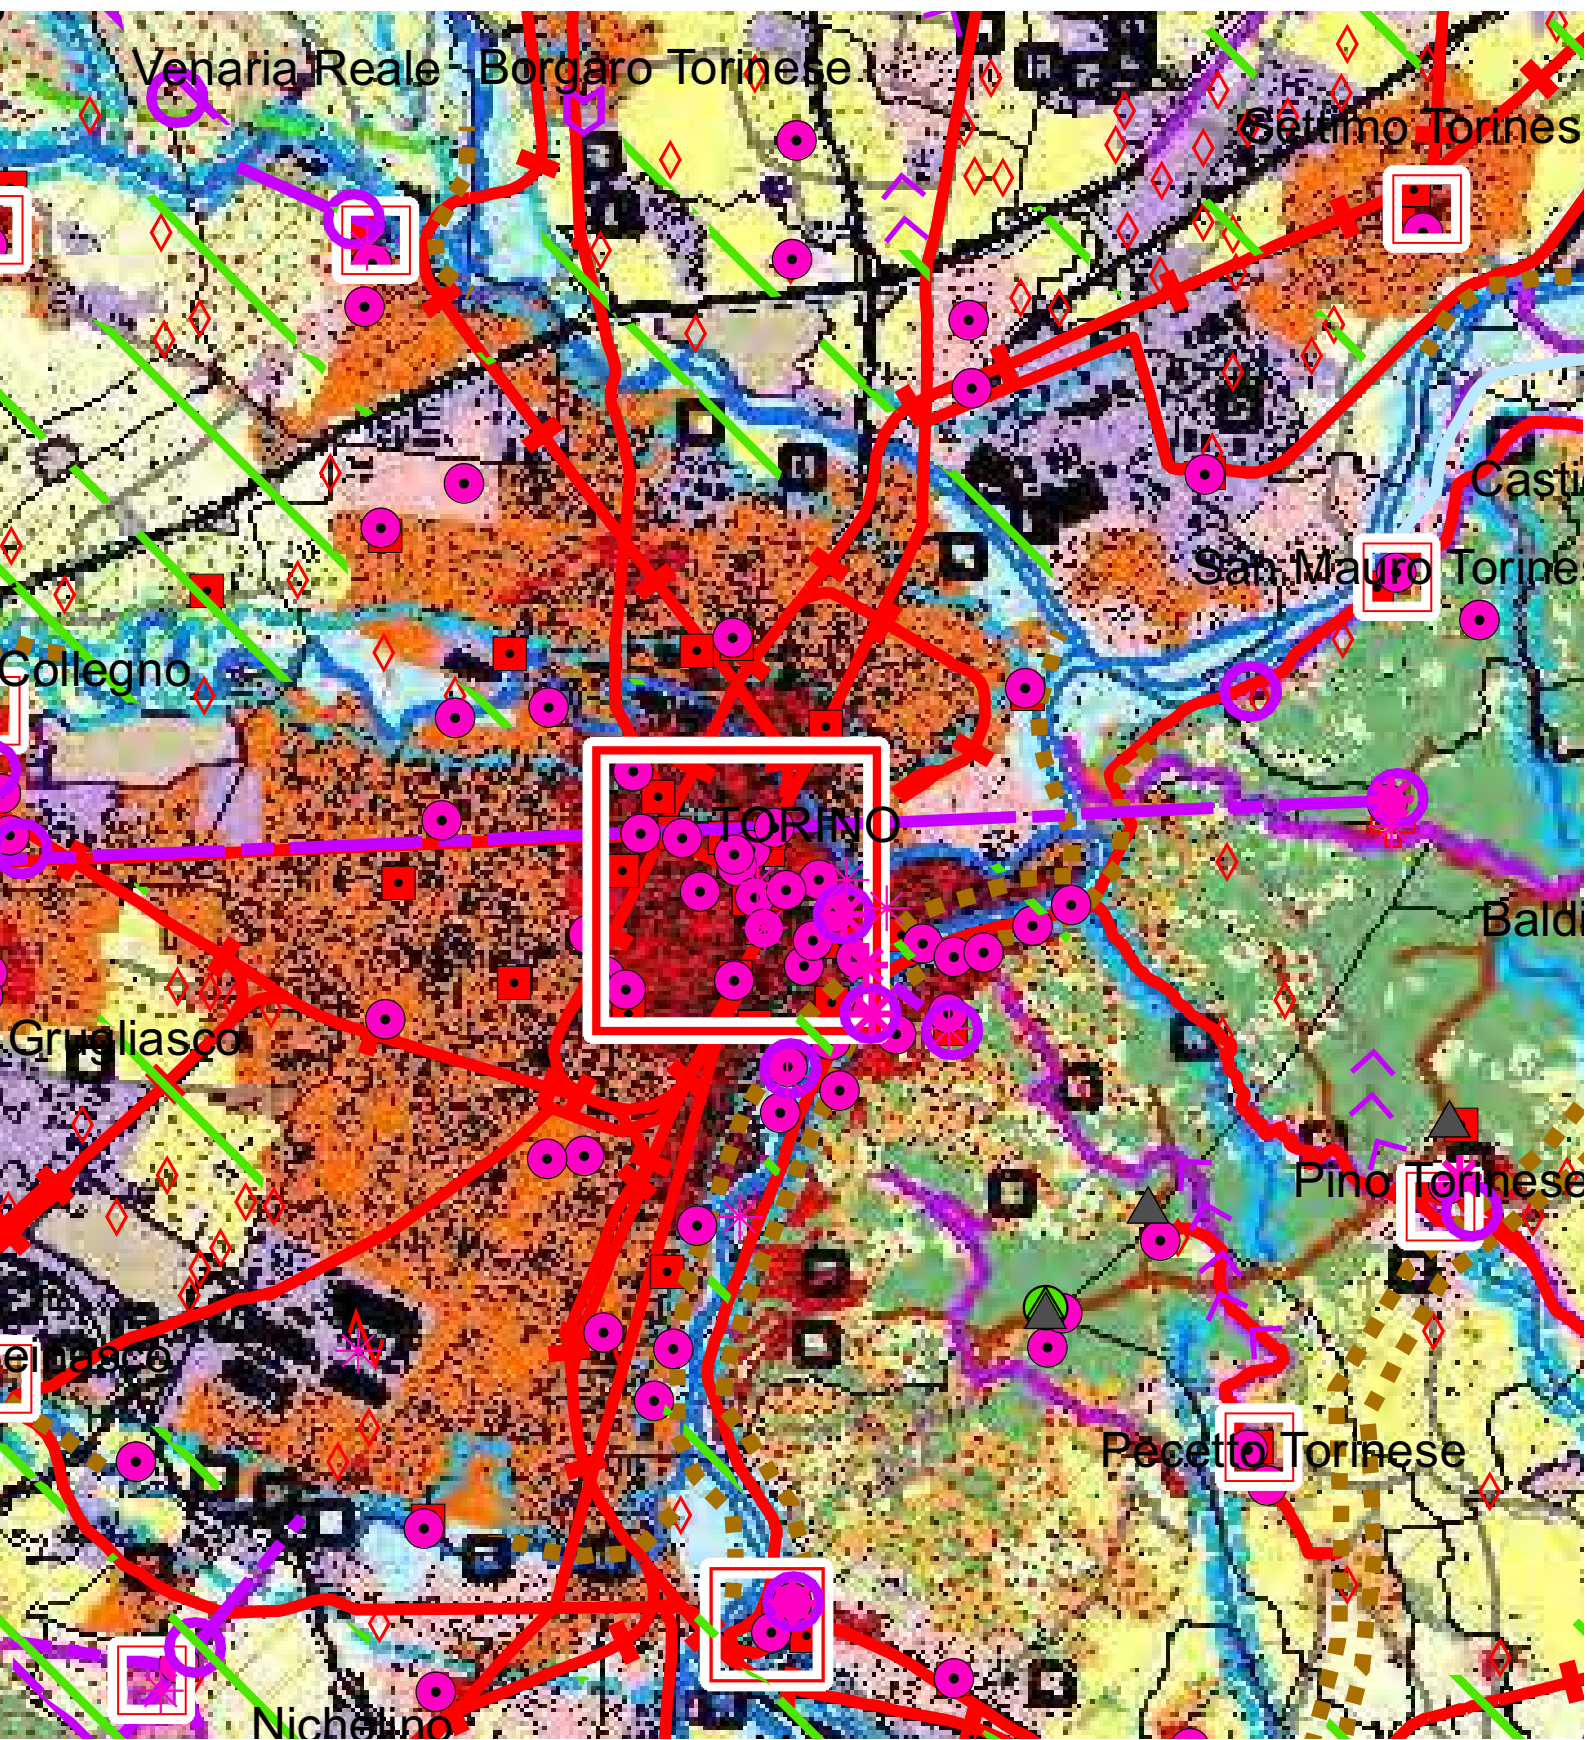 Venaria Reale
Borgaro Torinese
Settimo Torines
Casti
San Mauro Torines
Collegno
TORINO
Baldi
Grugliasco
Pino Torinese
einasco
Pecetto Torinese
Nichelino